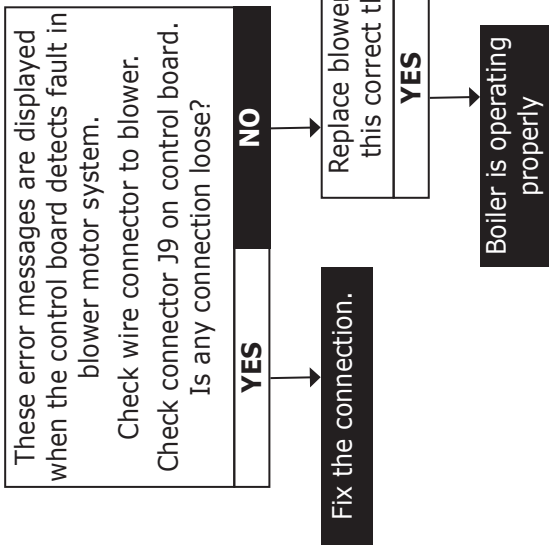 These error messages are displayed
when the control board detects fault in
blower motor system.
Check wire connector to blower.
Check connector J9 on control board.
Is any connection loose?
YES
NO
Fix the connection.
Replace blower
this correct
YES
Boiler is operating
properly